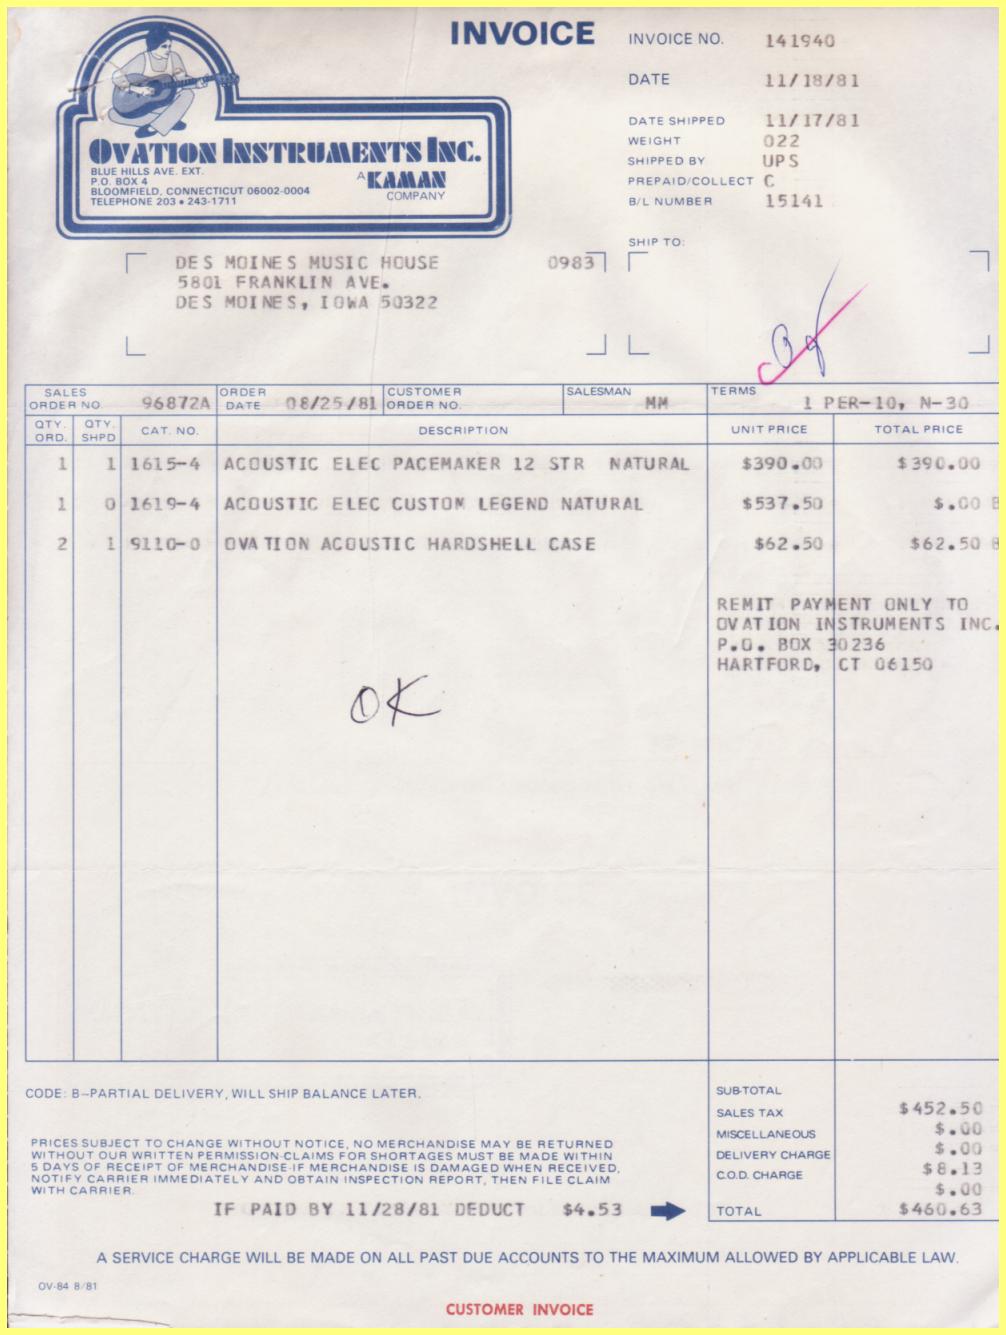 INVOICE
INVOICE NO. 141940
DATE 11/18/81
DATE SHIPPED 11/17/81
WEIGHT 022
SHIPPED BY UPS
PREPAID/COLLECT C
B/L NUMBER 15141
OVATION INSTRUMENTS INC.
BLUE HILLS AVE. EXT.
P.O. BOX 4
BLOOMFIELD, CONNECTICUT 06002-0004
TELEPHONE 203 • 243-1711
A KAMAN
COMPANY
SHIP TO:
DES MOINES MUSIC HOUSE 0983
5801 FRANKLIN AVE.
DES MOINES, IOWA 50322
SALES ORDER NO. 96872A ORDER DATE 08/25/81 CUSTOMER ORDER NO. SALESMAN MM TERMS 1 PER-10, N-30
QTY. ORD. QTY. SHPD CAT. NO. DESCRIPTION UNIT PRICE TOTAL PRICE
1 1 1615-4 ACOUSTIC ELEC PACEMAKER 12 STR NATURAL $390.00 $390.00
1 0 1619-4 ACOUSTIC ELEC CUSTOM LEGEND NATURAL $537.50 $.00 B
2 1 9110-0 OVATION ACOUSTIC HARDSHELL CASE $62.50 $62.50 B
REMIT PAYMENT ONLY TO
OVATION INSTRUMENTS INC.
P.O. BOX 30236
HARTFORD, CT 06150
OK
CODE: B-PARTIAL DELIVERY, WILL SHIP BALANCE LATER.
PRICES SUBJECT TO CHANGE WITHOUT NOTICE, NO MERCHANDISE MAY BE RETURNED
WITHOUT OUR WRITTEN PERMISSION-CLAIMS FOR SHORTAGES MUST BE MADE WITHIN
5 DAYS OF RECEIPT OF MERCHANDISE-IF MERCHANDISE IS DAMAGED WHEN RECEIVED,
NOTIFY CARRIER IMMEDIATELY AND OBTAIN INSPECTION REPORT, THEN FILE CLAIM
WITH CARRIER.
IF PAID BY 11/28/81 DEDUCT $4.53
SUB-TOTAL $452.50
SALES TAX $.00
MISCELLANEOUS $.00
DELIVERY CHARGE $8.13
C.O.D. CHARGE $.00
TOTAL $460.63
A SERVICE CHARGE WILL BE MADE ON ALL PAST DUE ACCOUNTS TO THE MAXIMUM ALLOWED BY APPLICABLE LAW.
OV-84 8/81
CUSTOMER INVOICE